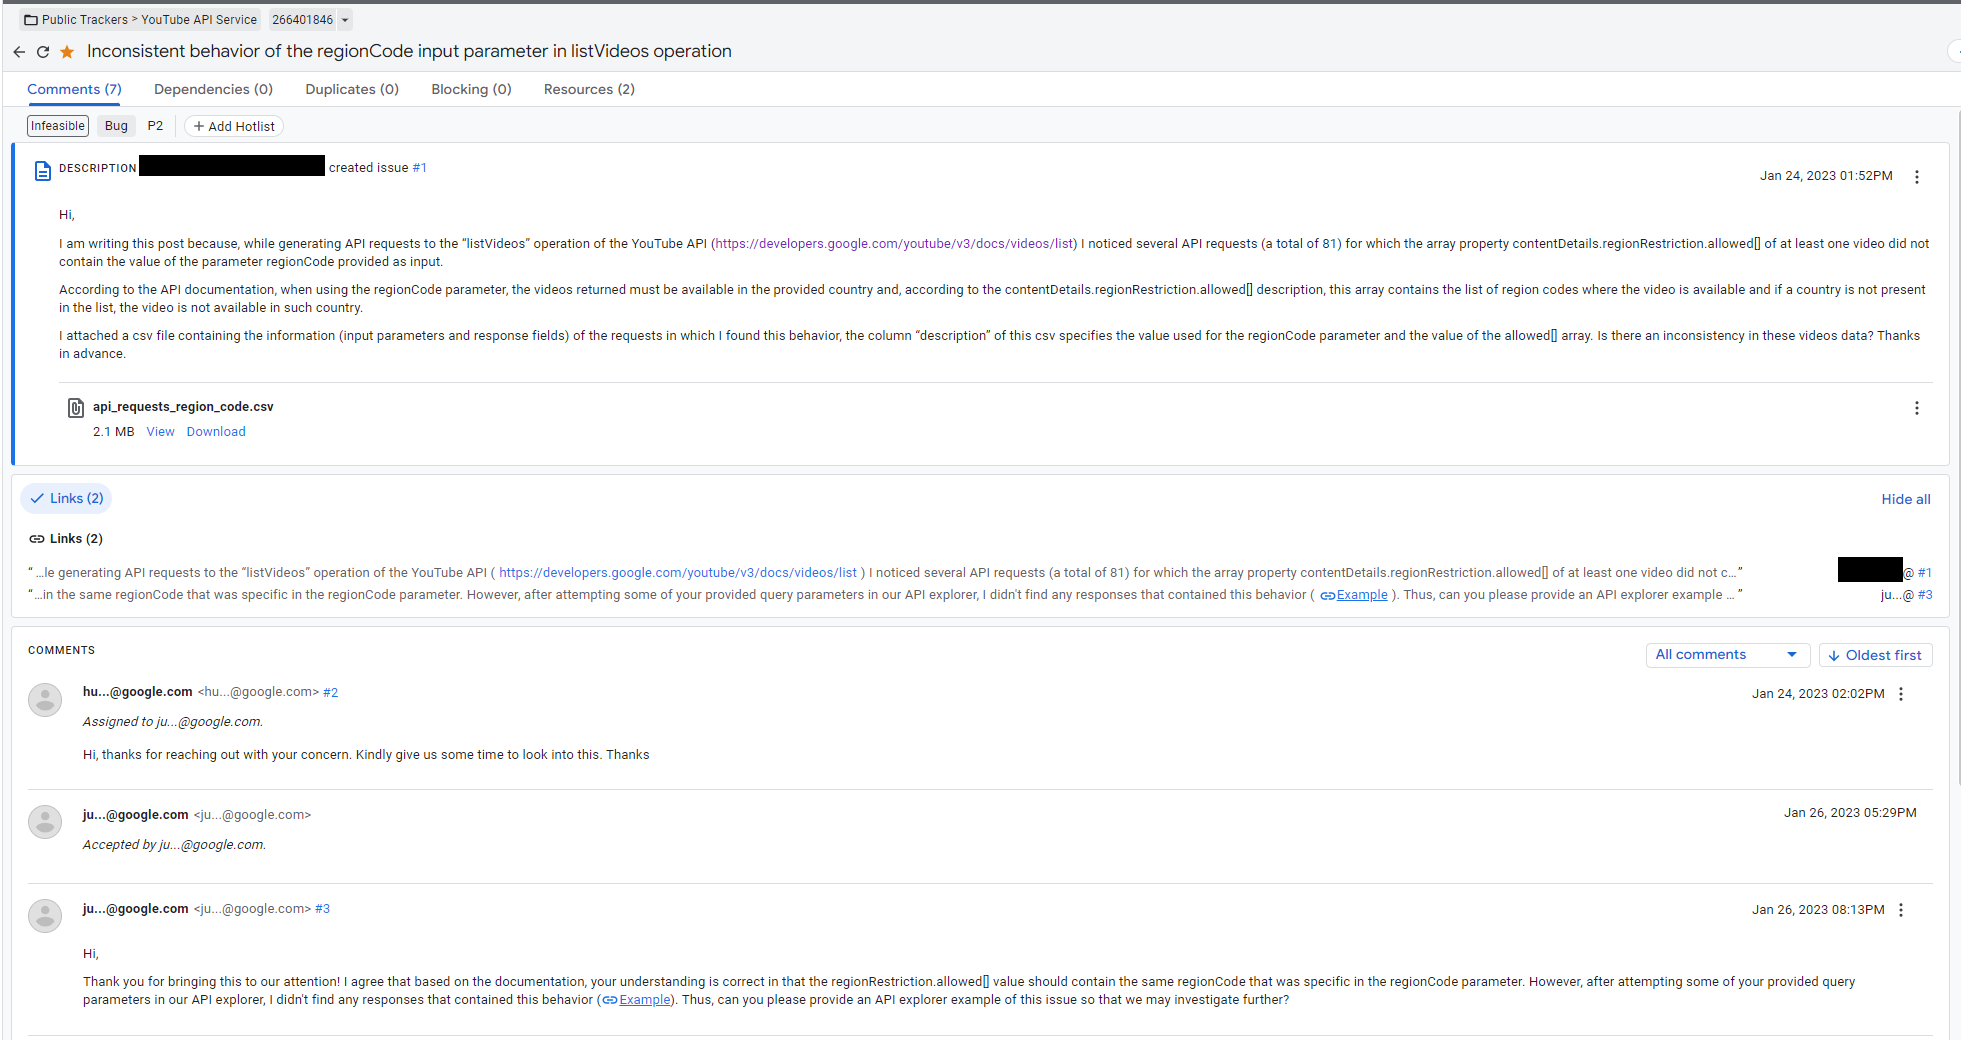 Public Trackers > YouTube API Service 266401846
Inconsistent behavior of the regionCode input parameter in listVideos operation
Comments (7) Dependencies (0) Duplicates (0) Blocking (0) Resources (2)
Infeasible Bug P2 + Add Hotlist
DESCRIPTION created issue #1
Jan 24, 2023 01:52PM
Hi,
I am writing this post because, while generating API requests to the “listVideos” operation of the YouTube API (https://developers.google.com/youtube/v3/docs/videos/list) I noticed several API requests (a total of 81) for which the array property contentDetails.regionRestriction.allowed[] of at least one video did not
contain the value of the parameter regionCode provided as input.
According to the API documentation, when using the regionCode parameter, the videos returned must be available in the provided country and, according to the contentDetails.regionRestriction.allowed[] description, this array contains the list of region codes where the video is available and if a country is not present
in the list, the video is not available in such country.
I attached a csv file containing the information (input parameters and response fields) of the requests in which I found this behavior, the column “description” of this csv specifies the value used for the regionCode parameter and the value of the allowed[] array. Is there an inconsistency in these videos data? Thanks
in advance.
api_requests_region_code.csv
2.1 MB View Download
Links (2)
Hide all
Links (2)
“ ...le generating API requests to the “listVideos” operation of the YouTube API ( https://developers.google.com/youtube/v3/docs/videos/list ) I noticed several API requests (a total of 81) for which the array property contentDetails.regionRestriction.allowed[] of at least one video did not c...” @ #1
“...in the same regionCode that was specific in the regionCode parameter. However, after attempting some of your provided query parameters in our API explorer, I didn't find any responses that contained this behavior ( Example ). Thus, can you please provide an API explorer example ... ” ju...@ #3
COMMENTS
All comments Oldest first
hu...@google.com <hu...@google.com> #2
Jan 24, 2023 02:02PM
Assigned to ju...@google.com.
Hi, thanks for reaching out with your concern. Kindly give us some time to look into this. Thanks
ju...@google.com <ju...@google.com>
Jan 26, 2023 05:29PM
Accepted by ju...@google.com.
ju...@google.com <ju...@google.com> #3
Jan 26, 2023 08:13PM
Hi,
Thank you for bringing this to our attention! I agree that based on the documentation, your understanding is correct in that the regionRestriction.allowed[] value should contain the same regionCode that was specific in the regionCode parameter. However, after attempting some of your provided query
parameters in our API explorer, I didn't find any responses that contained this behavior (Example). Thus, can you please provide an API explorer example of this issue so that we may investigate further?